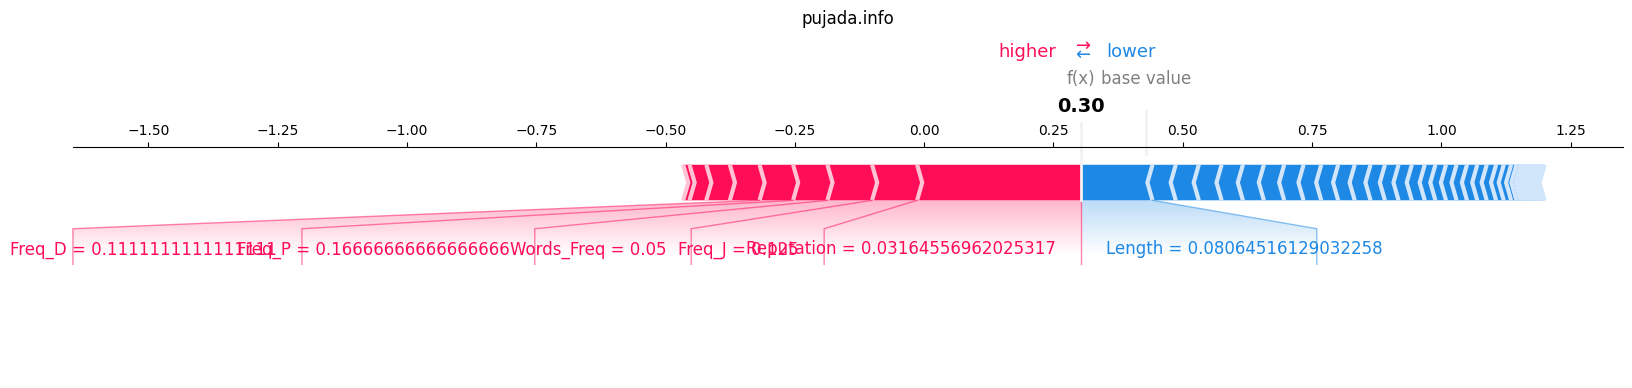 pujada.info
higher ⇄ lower
f(x) base value
0.30
−1.50 −1.25 −1.00 −0.75 −0.50 −0.25 0.00 0.25 0.50 0.75 1.00 1.25
Freq_D = 0.1111111111111111 Freq_P = 0.16666666666666666 Words_Freq = 0.05 Freq_J = 0.125 Reputation = 0.03164556962025317 Length = 0.08064516129032258